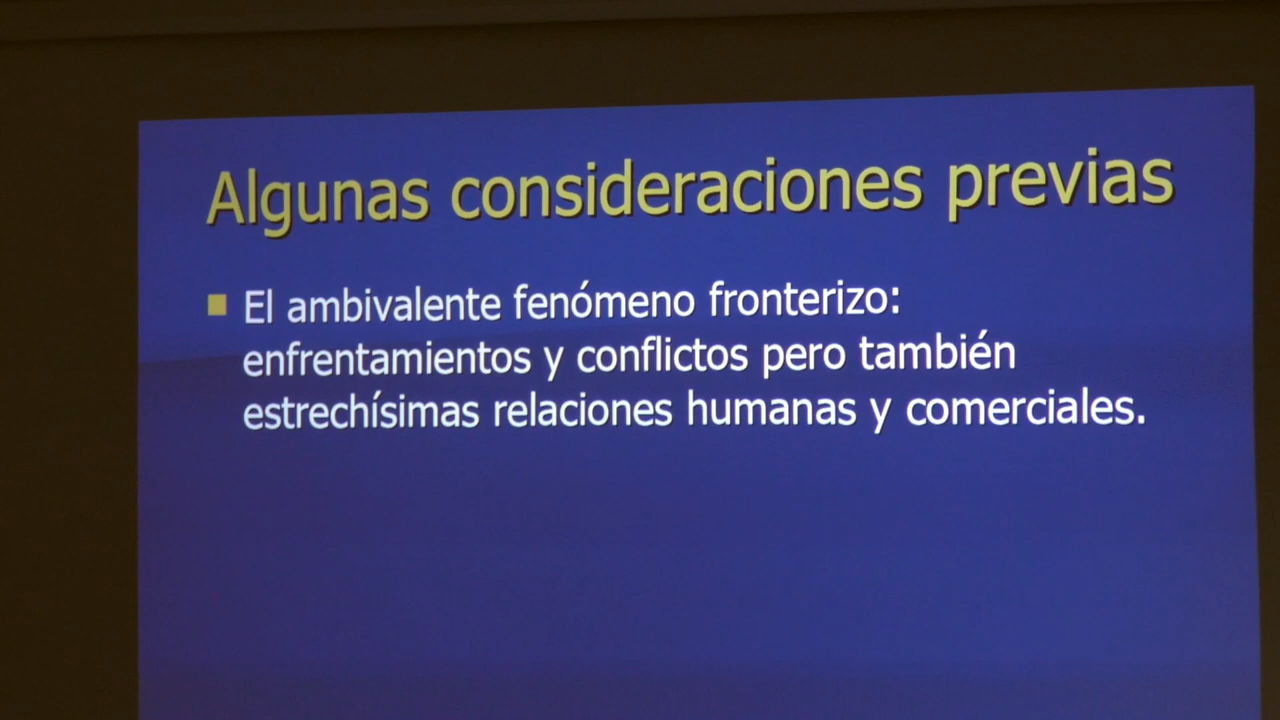 Algunas consideraciones previas
El ambivalente fenómeno fronterizo:
enfrentamientos y conflictos pero también
estrechísimas relaciones humanas y comerciales.